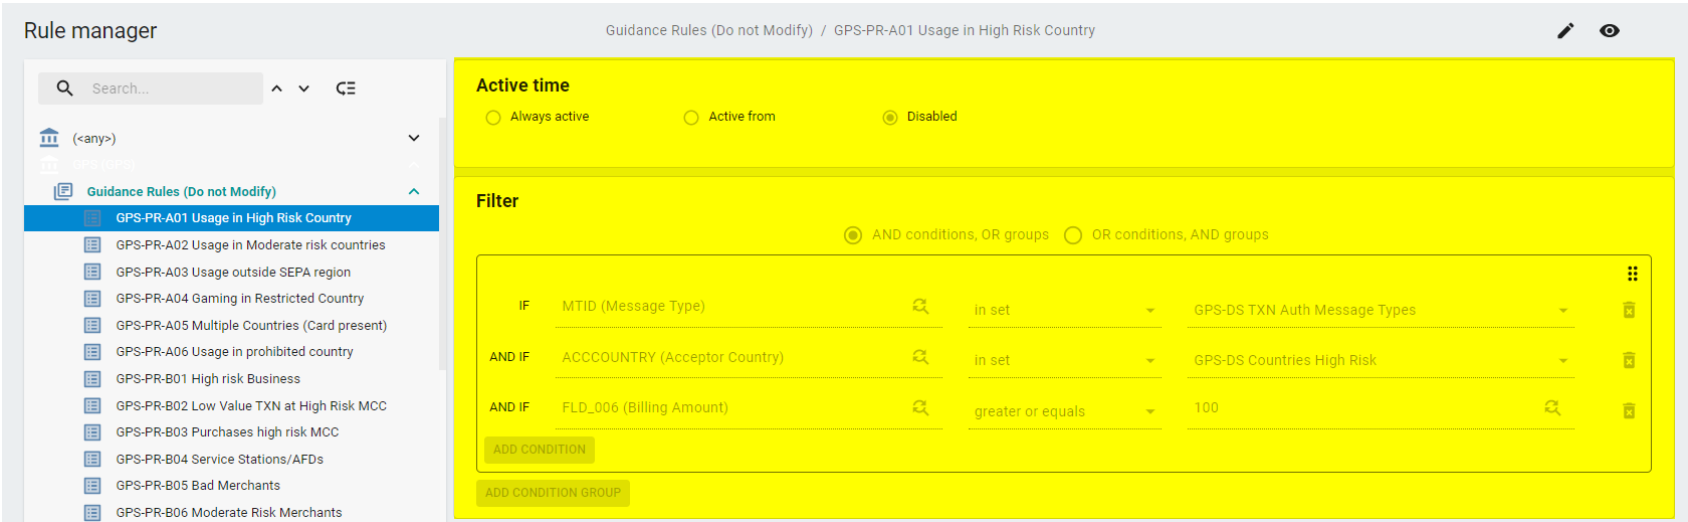 Rule manager
Guidance Rules (Do not Modify) / GPS-PR-A01 Usage in High Risk Country
Search...
(<any>)
GPS (GPS)
Guidance Rules (Do not Modify)
GPS-PR-A01 Usage in High Risk Country
GPS-PR-A02 Usage in Moderate risk countries
GPS-PR-A03 Usage outside SEPA region
GPS-PR-A04 Gaming in Restricted Country
GPS-PR-A05 Multiple Countries (Card present)
GPS-PR-A06 Usage in prohibited country
GPS-PR-B01 High risk Business
GPS-PR-B02 Low Value TXN at High Risk MCC
GPS-PR-B03 Purchases high risk MCC
GPS-PR-B04 Service Stations/AFDs
GPS-PR-B05 Bad Merchants
GPS-PR-B06 Moderate Risk Merchants
Active time
Always active Active from Disabled
Filter
AND conditions, OR groups OR conditions, AND groups
IF MTID (Message Type) in set GPS-DS TXN Auth Message Types
AND IF ACCCOUNTRY (Acceptor Country) in set GPS-DS Countries High Risk
AND IF FLD_006 (Billing Amount) greater or equals 100
ADD CONDITION
ADD CONDITION GROUP